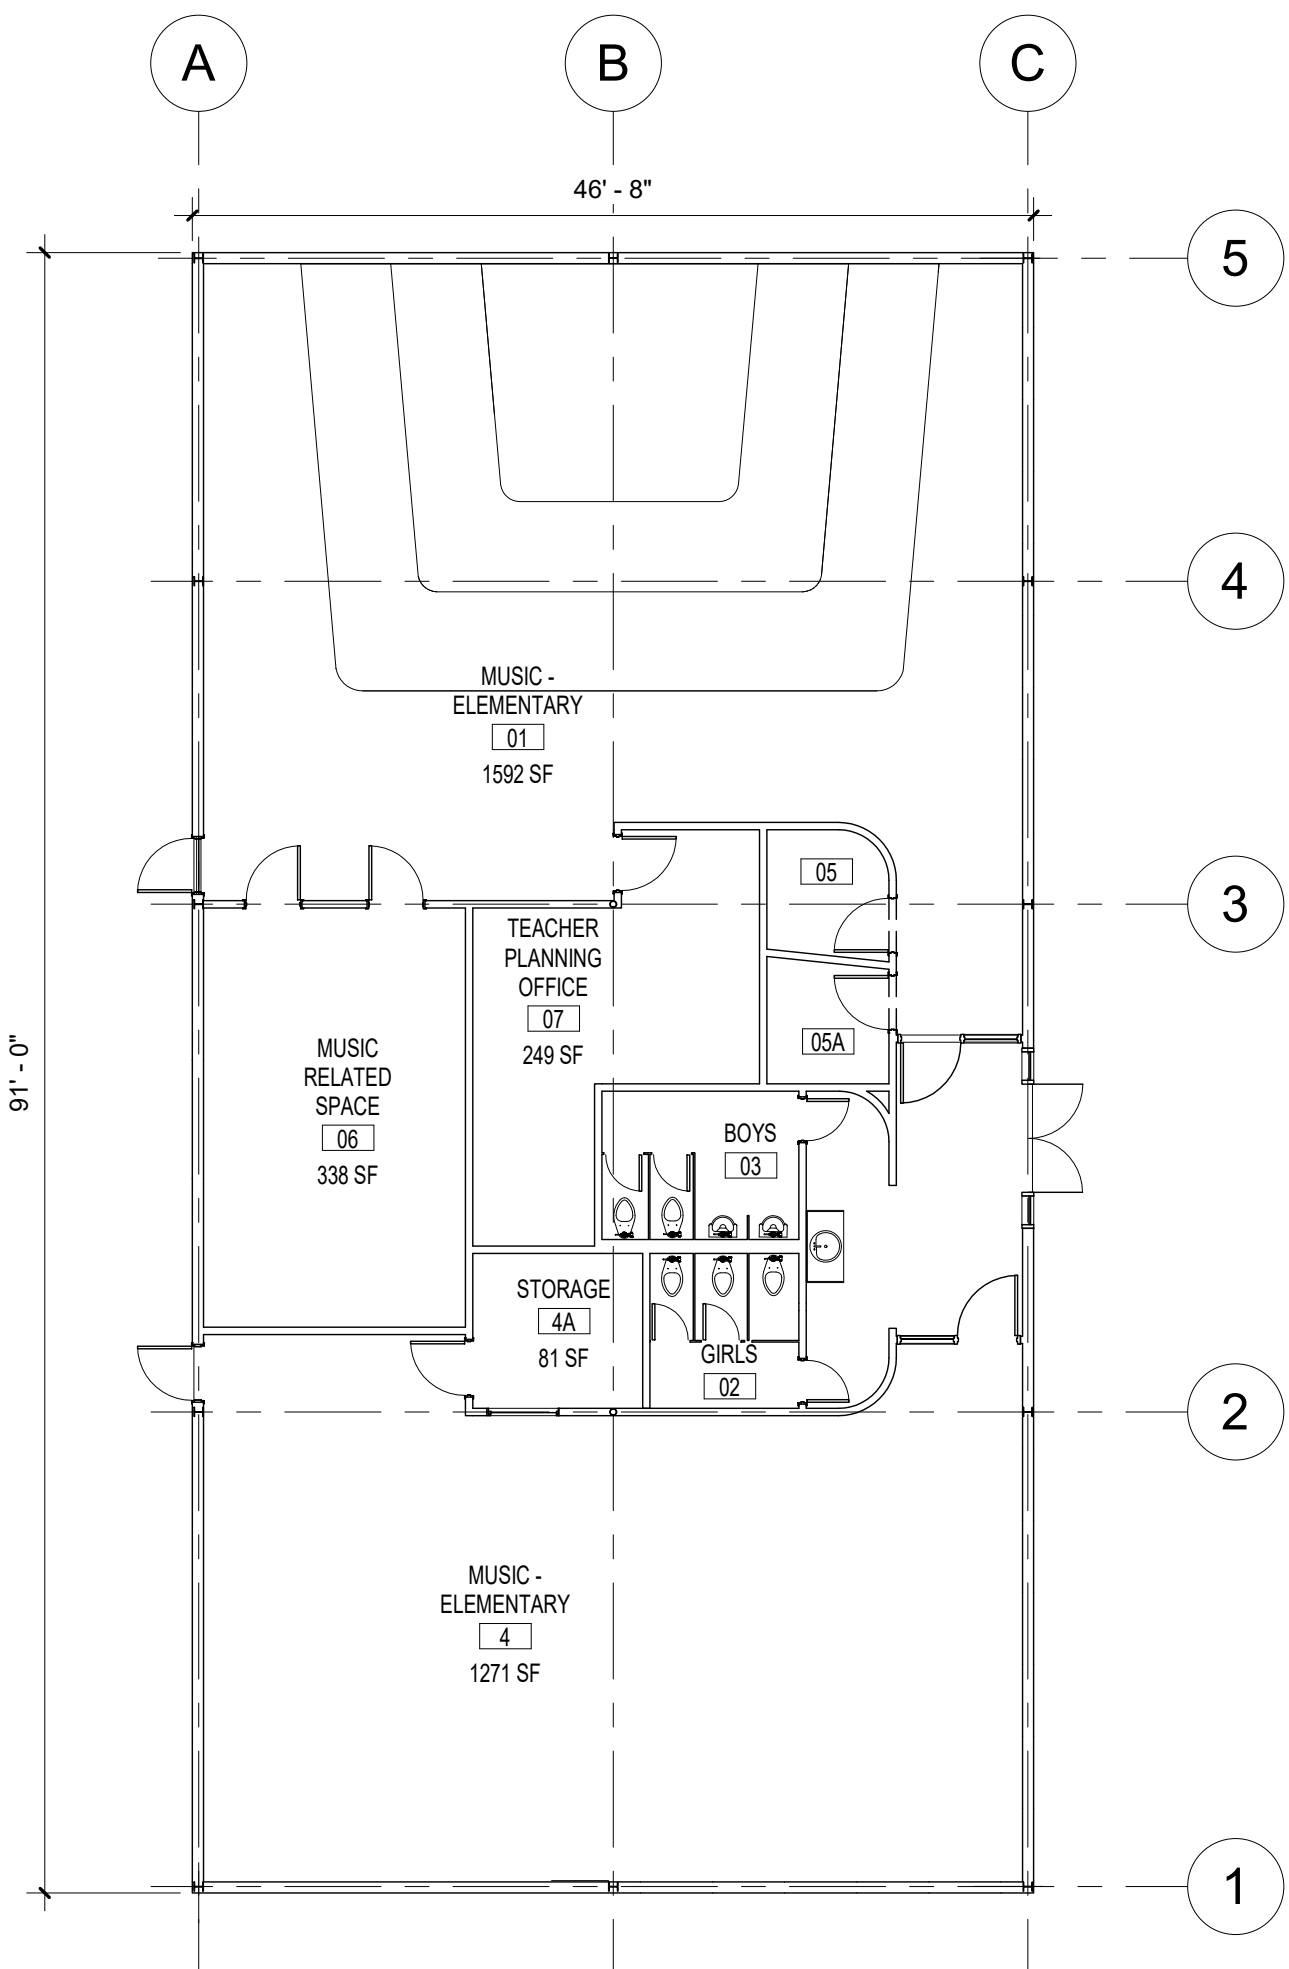 A
B
C
46' - 8"
5
4
MUSIC -
ELEMENTARY
01
1592 SF
05
3
TEACHER
PLANNING
OFFICE
07
249 SF
05A
91' - 0"
MUSIC
RELATED
SPACE
06
338 SF
BOYS
03
STORAGE
4A
81 SF
GIRLS
02
2
MUSIC -
ELEMENTARY
4
1271 SF
1